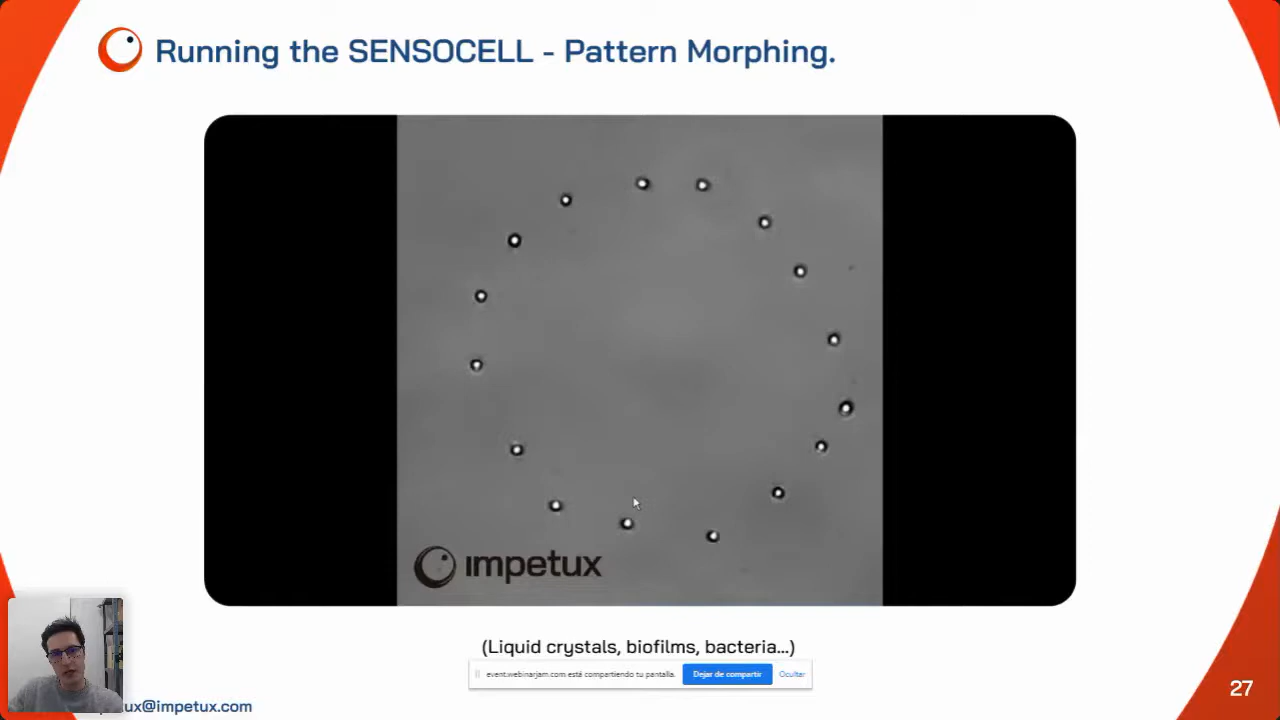 Running the SENSOCELL - Pattern Morphing.
impetux
(Liquid crystals, biofilms, bacteria...)
event.webinarjam.com está compartiendo tu pantalla.
Dejar de compartir
Ocultar
ux@impetux.com
27